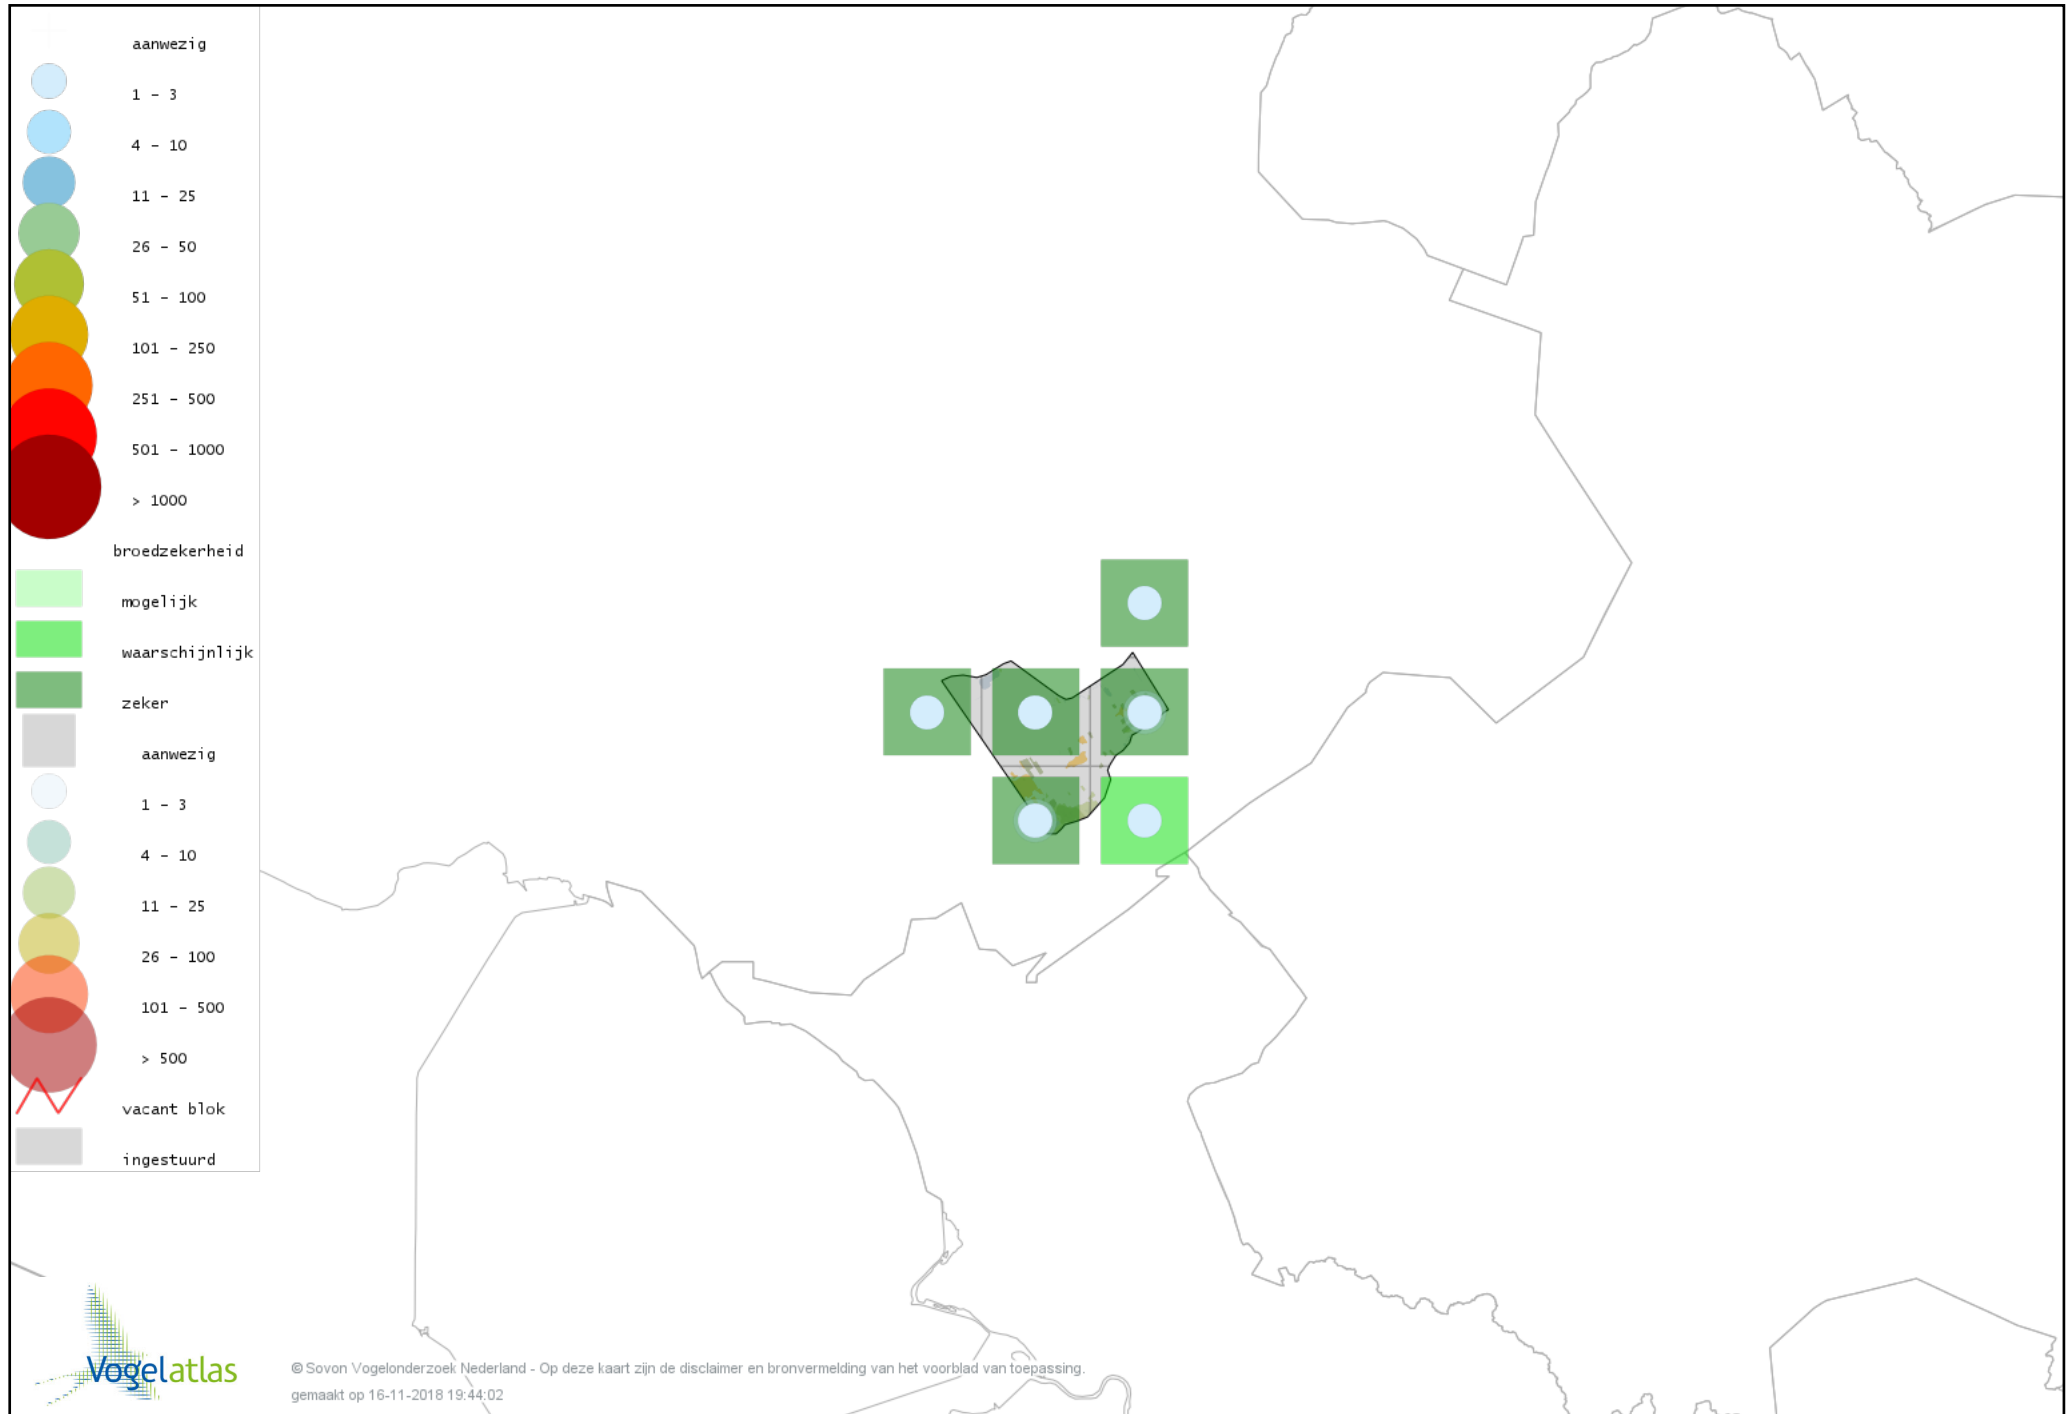 aanwezig
1 - 3
4 - 10
11 - 25
26 - 50
51 - 100
101 - 250
251 - 500
501 - 1000
> 1000
broedzekerheid
mogelijk
waarschijnlijk
zeker
aanwezig
1 - 3
4 - 10
11 - 25
26 - 100
101 - 500
> 500
vacant blok
ingestuurd
Vogelatlas
© Sovon Vogelonderzoek Nederland - Op deze kaart zijn de disclaimer en bronvermelding van het voorblad van toepassing.
gemaakt op 16-11-2018 19:44:02